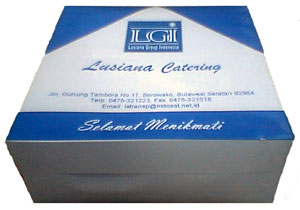 LGI
Lusiana Group Indonesia
Lusiana Catering
Jln. Gunung Tambora No 17, Sorowako, Sulawesi Selatan 92984
Telp. 0475-321223, Fax. 0475-321518
Email: letransp@indosat.net.id
Selamat Menikmati